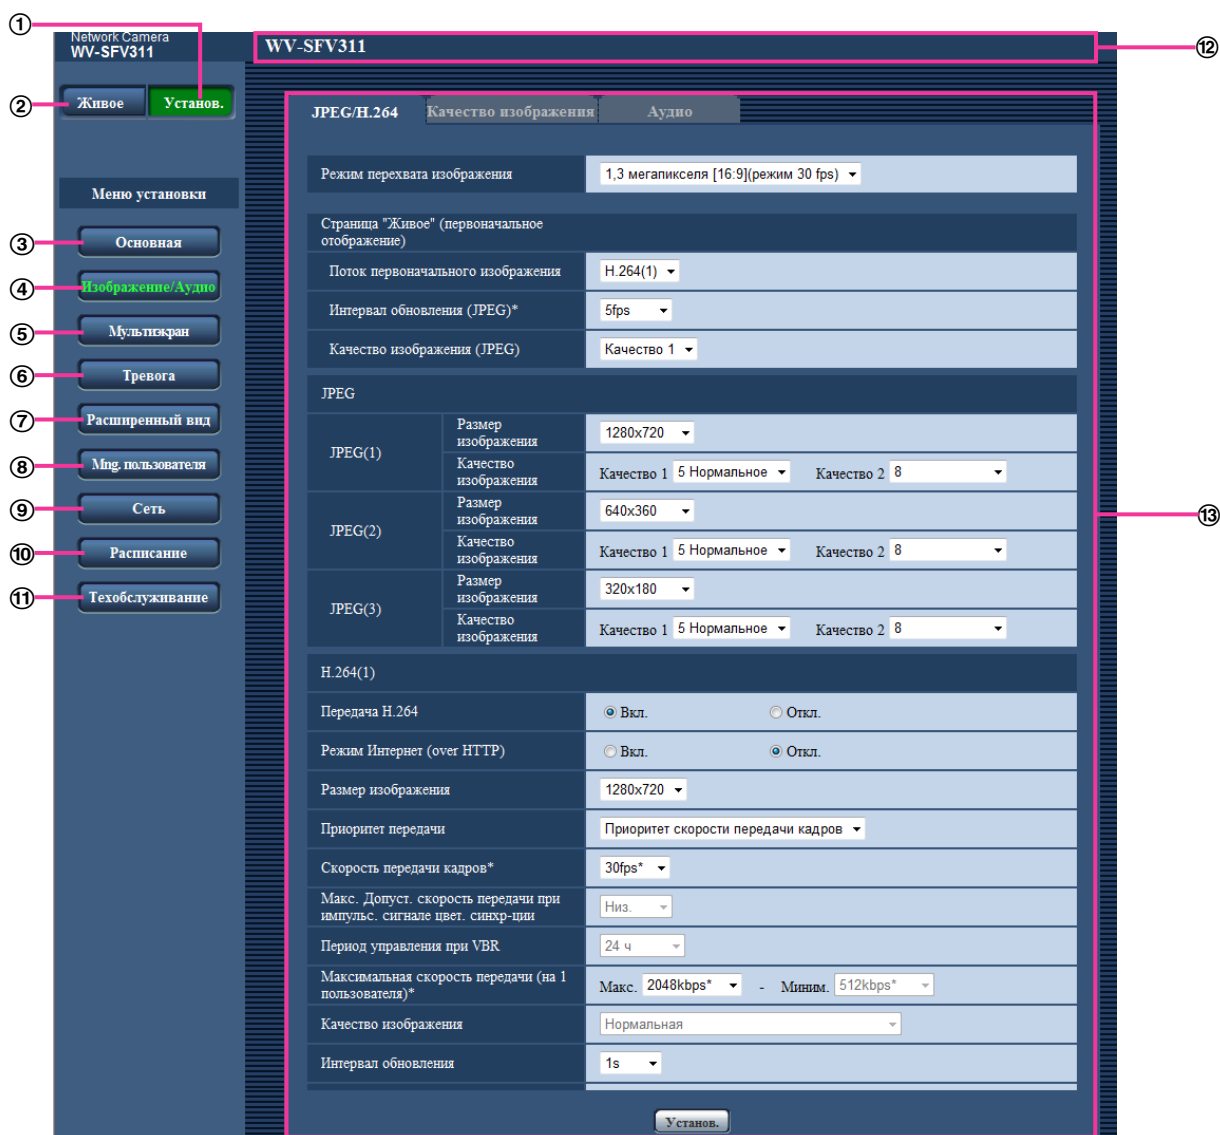 ①
Network Camera
WV-SFV311
WV-SFV311
⑫
② Живое Установ.
JPEG/H.264 Качество изображения Аудио
Режим перехвата изображения 1,3 мегапикселя [16:9](режим 30 fps)
Меню установки
Страница "Живое" (первоначальное
отображение)
③ Основная
Поток первоначального изображения H.264(1)
④ Изображение/Аудио
Интервал обновления (JPEG)* 5fps
⑤ Мультиэкран
Качество изображения (JPEG) Качество 1
⑥ Тревога
JPEG
⑦ Расширенный вид
JPEG(1)
Размер
изображения
1280x720
⑧ Mng. пользователя
Качество
изображения
Качество 1 5 Нормальное Качество 2 8
⑨ Сеть
JPEG(2)
Размер
изображения
640x360
⑬
⑩ Расписание
Качество
изображения
Качество 1 5 Нормальное Качество 2 8
⑪ Техобслуживание
JPEG(3)
Размер
изображения
320x180
Качество
изображения
Качество 1 5 Нормальное Качество 2 8
H.264(1)
Передача H.264 Вкл. Откл.
Режим Интернет (over HTTP) Вкл. Откл.
Размер изображения 1280x720
Приоритет передачи Приоритет скорости передачи кадров
Скорость передачи кадров* 30fps*
Макс. Допуст. скорость передачи при
импульс. сигнале цвет. синхр-ции
Низ.
Период управления при VBR 24 ч
Максимальная скорость передачи (на 1
пользователя)*
Макс. 2048kbps* - Миним. 512kbps*
Качество изображения Нормальная
Интервал обновления 1s
Установ.